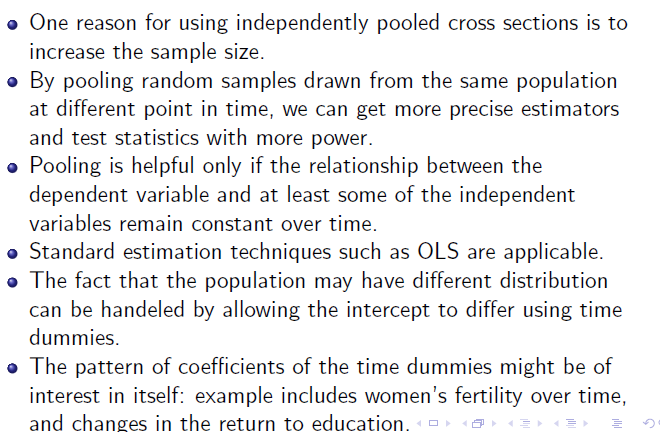 One reason for using independently pooled cross sections is to
increase the sample size.
By pooling random samples drawn from the same population
at different point in time, we can get more precise estimators
and test statistics with more power.
Pooling is helpful only if the relationship between the
dependent variable and at least some of the independent
variables remain constant over time.
Standard estimation techniques such as OLS are applicable.
The fact that the population may have different distribution
can be handeled by allowing the intercept to differ using time
dummies.
The pattern of coefficients of the time dummies might be of
interest in itself: example includes women's fertility over time,
and changes in the return to education.